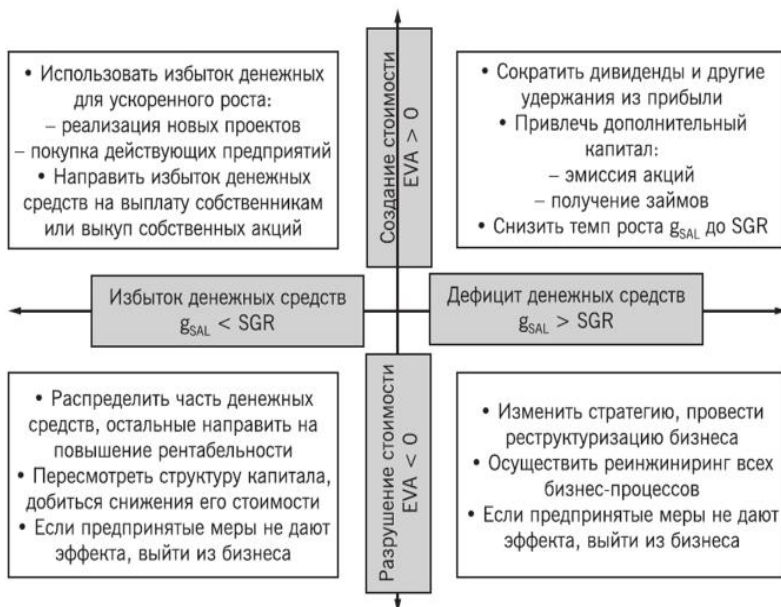 • Использовать избыток денежных
для ускоренного роста:
– реализация новых проектов
– покупка действующих предприятий
• Направить избыток денежных
средств на выплату собственникам
или выкуп собственных акций
Создание стоимости
EVA > 0
• Сократить дивиденды и другие
удержания из прибыли
• Привлечь дополнительный
капитал:
– эмиссия акций
– получение займов
• Снизить темп роста gSAL до SGR
Избыток денежных средств
gSAL < SGR
Дефицит денежных средств
gSAL > SGR
• Распределить часть денежных
средств, остальные направить на
повышение рентабельности
• Пересмотреть структуру капитала,
добиться снижения его стоимости
• Если предпринятые меры не дают
эффекта, выйти из бизнеса
Разрушение стоимости
EVA < 0
• Изменить стратегию, провести
реструктуризацию бизнеса
• Осуществить реинжиниринг всех
бизнес-процессов
• Если предпринятые меры не дают
эффекта, выйти из бизнеса